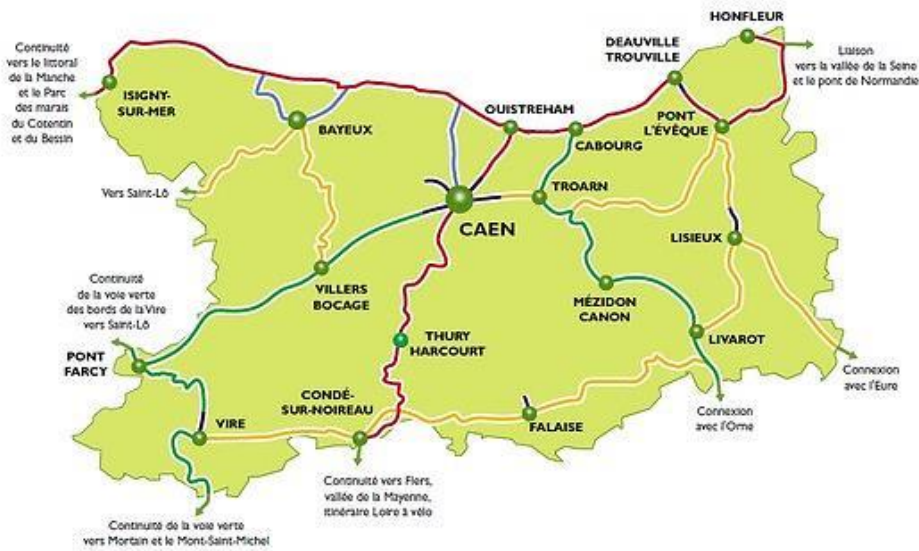 HONFLEUR
Continuité
vers le littoral
de la Manche
et le Parc
des marais
du Cotentin
et du Bessin
DEAUVILLE
TROUVILLE
Liaison
vers la vallée de la Seine
et le pont de Normandie
ISIGNY-
SUR-MER
OUISTREHAM
BAYEUX
PONT
L'ÉVÊQUE
CABOURG
Vers Saint-Lô
TROARN
CAEN
LISIEUX
VILLERS
BOCAGE
Continuité
de la voie verte
des bords de la Vire
vers Saint-Lô
MÉZIDON
CANON
THURY
HARCOURT
LIVAROT
PONT
FARCY
Connexion
avec l'Eure
CONDÉ-
SUR-NOIREAU
VIRE
FALAISE
Connexion
avec l'Orne
Continuité vers Flers,
vallée de la Mayenne,
itinéraire Loire à vélo
Continuité de la voie verte
vers Mortain et le Mont-Saint-Michel